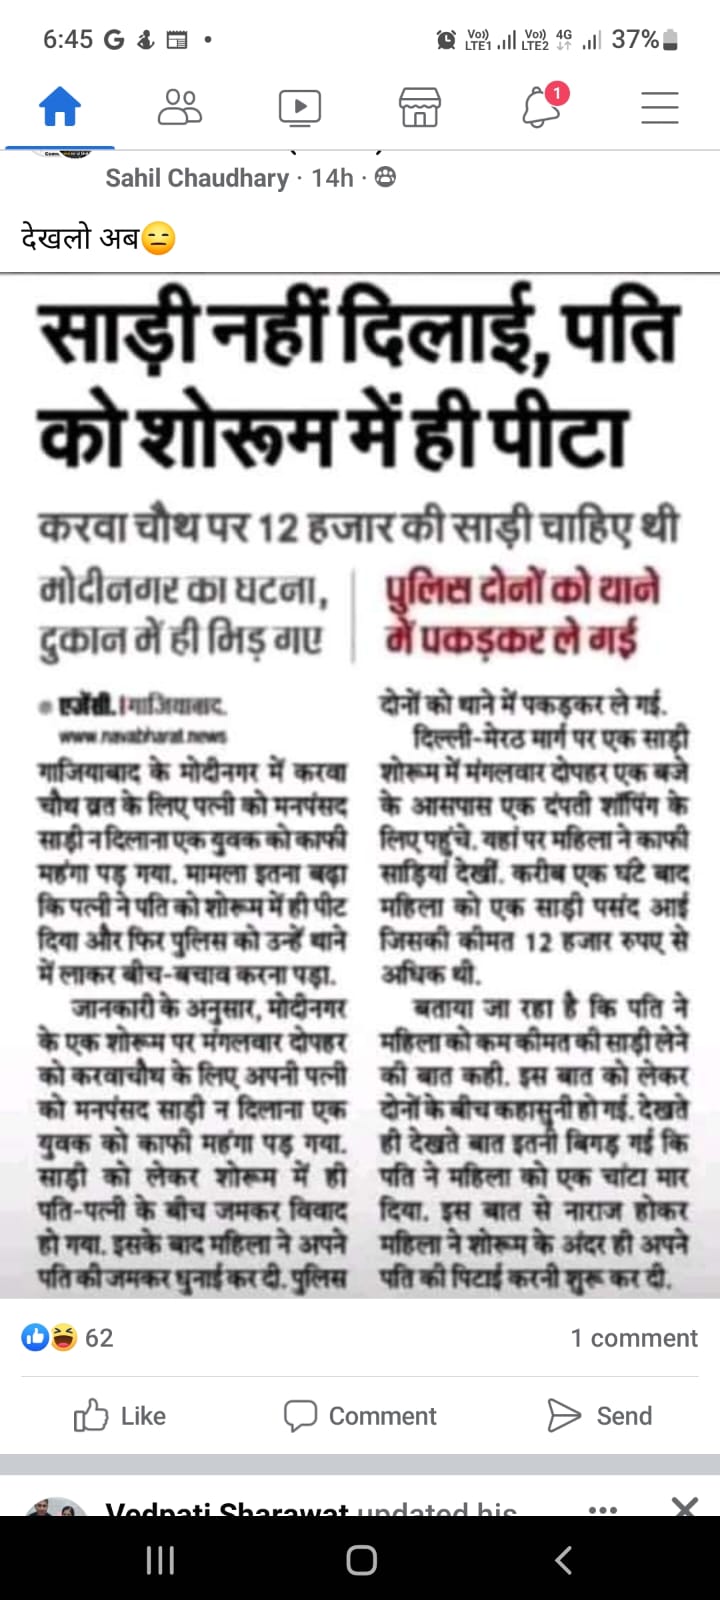 6:45
Vo)) LTE1 Vo)) LTE2 4G 37%
1
Sahil Chaudhary · 14h ·
देखलो अब😑
साड़ी नहीं दिलाई, पति
को शोरूम में ही पीटा
करवा चौथ पर 12 हजार की साड़ी चाहिए थी
मोदीनगर का घटना,
दुकान में ही भिड़ गए
पुलिस दोनों को थाने
में पकड़कर ले गई
एजेंसी. गाजियाबाद.
www.navabharat.news
गाजियाबाद के मोदीनगर में करवा
चौथ व्रत के लिए पत्नी को मनपंसद
साड़ी न दिलाना एक युवक को काफी
महंगा पड़ गया. मामला इतना बढ़ा
कि पत्नी ने पति को शोरूम में ही पीट
दिया और फिर पुलिस को उन्हें थाने
में लाकर बीच-बचाव करना पड़ा.
जानकारी के अनुसार, मोदीनगर
के एक शोरूम पर मंगलवार दोपहर
को करवाचौथ के लिए अपनी पत्नी
को मनपंसद साड़ी न दिलाना एक
युवक को काफी महंगा पड़ गया.
साड़ी को लेकर शोरूम में ही
पति-पत्नी के बीच जमकर विवाद
हो गया. इसके बाद महिला ने अपने
पति की जमकर धुनाई कर दी. पुलिस
दोनों को थाने में पकड़कर ले गई.
दिल्ली-मेरठ मार्ग पर एक साड़ी
शोरूम में मंगलवार दोपहर एक बजे
के आसपास एक दंपती शॉपिंग के
लिए पहुंचे. यहां पर महिला ने काफी
साड़ियां देखीं. करीब एक घंटे बाद
महिला को एक साड़ी पसंद आई
जिसकी कीमत 12 हजार रुपए से
अधिक थी.
बताया जा रहा है कि पति ने
महिला को कम कीमत की साड़ी लेने
की बात कही. इस बात को लेकर
दोनों के बीच कहासुनी हो गई. देखते
ही देखते बात इतनी बिगड़ गई कि
पति ने महिला को एक चांटा मार
दिया. इस बात से नाराज होकर
महिला ने शोरूम के अंदर ही अपने
पति की पिटाई करनी शुरू कर दी.
62
1 comment
Like
Comment
Send
Vedpati Sharawat updated his